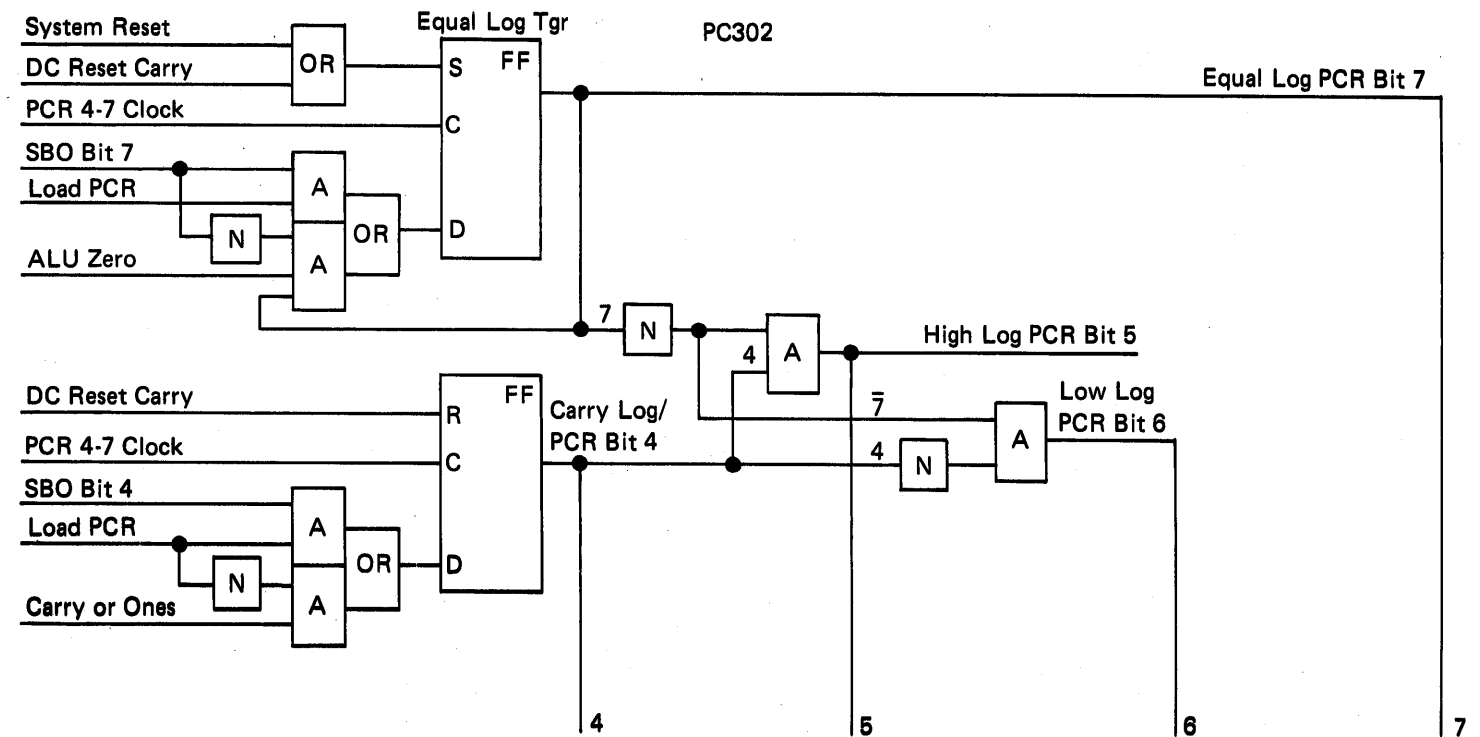 System Reset
DC Reset Carry
OR
Equal Log Tgr
S
FF
PC302
PCR 4-7 Clock
C
Equal Log PCR Bit 7
SBO Bit 7
Load PCR
A
N
A
OR
D
ALU Zero
7
N
4
A
High Log PCR Bit 5
DC Reset Carry
R
FF
Carry Log/
PCR Bit 4
7̅
A
Low Log
PCR Bit 6
PCR 4-7 Clock
C
4
N
SBO Bit 4
Load PCR
A
N
A
OR
D
Carry or Ones
4
5
6
7